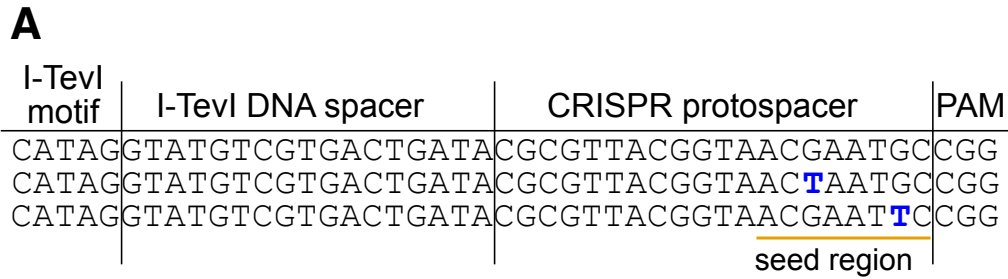 A
I-TevI motif I-TevI DNA spacer CRISPR protospacer PAM
CATAGGTATGTCGTGACTGATACGCGTTACGGTAACGAATGCCGG
CATAGGTATGTCGTGACTGATACGCGTTACGGTAACTAATGCCGG
CATAGGTATGTCGTGACTGATACGCGTTACGGTAACGAATTCCGG
seed region